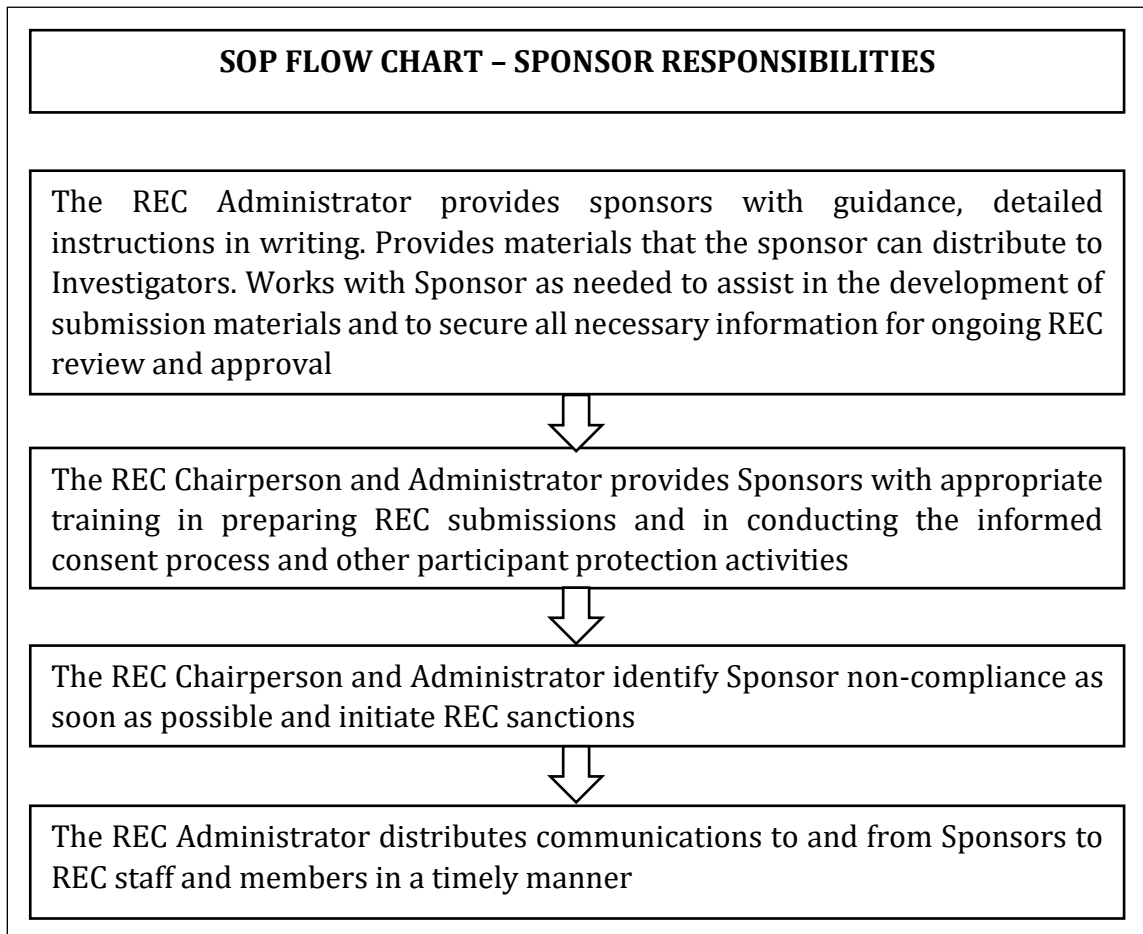 SOP FLOW CHART – SPONSOR RESPONSIBILITIES
The REC Administrator provides sponsors with guidance, detailed
instructions in writing. Provides materials that the sponsor can distribute to
Investigators. Works with Sponsor as needed to assist in the development of
submission materials and to secure all necessary information for ongoing REC
review and approval
The REC Chairperson and Administrator provides Sponsors with appropriate
training in preparing REC submissions and in conducting the informed
consent process and other participant protection activities
The REC Chairperson and Administrator identify Sponsor non-compliance as
soon as possible and initiate REC sanctions
The REC Administrator distributes communications to and from Sponsors to
REC staff and members in a timely manner